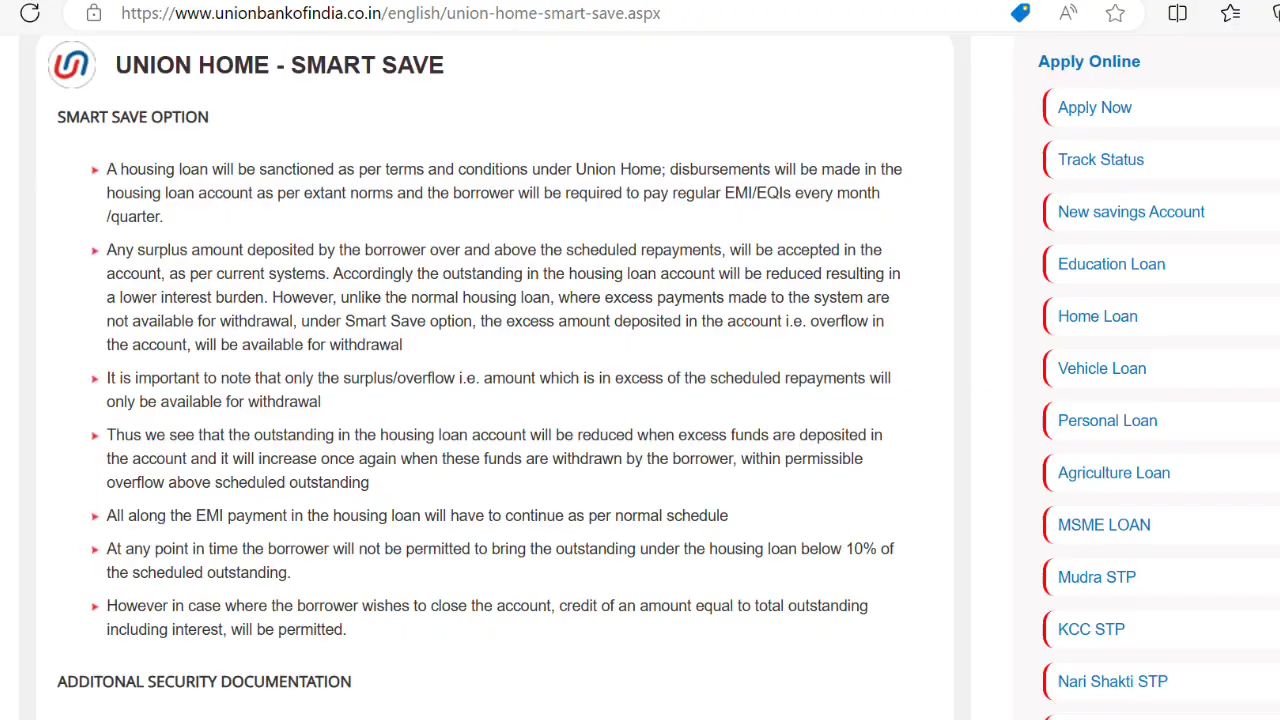 https://www.unionbankofindia.co.in/english/union-home-smart-save.aspx
UNION HOME - SMART SAVE
SMART SAVE OPTION
A housing loan will be sanctioned as per terms and conditions under Union Home; disbursements will be made in the
housing loan account as per extant norms and the borrower will be required to pay regular EMI/EQIs every month
/quarter.
Any surplus amount deposited by the borrower over and above the scheduled repayments, will be accepted in the
account, as per current systems. Accordingly the outstanding in the housing loan account will be reduced resulting in
a lower interest burden. However, unlike the normal housing loan, where excess payments made to the system are
not available for withdrawal, under Smart Save option, the excess amount deposited in the account i.e. overflow in
the account, will be available for withdrawal
It is important to note that only the surplus/overflow i.e. amount which is in excess of the scheduled repayments will
only be available for withdrawal
Thus we see that the outstanding in the housing loan account will be reduced when excess funds are deposited in
the account and it will increase once again when these funds are withdrawn by the borrower, within permissible
overflow above scheduled outstanding
All along the EMI payment in the housing loan will have to continue as per normal schedule
At any point in time the borrower will not be permitted to bring the outstanding under the housing loan below 10% of
the scheduled outstanding.
However in case where the borrower wishes to close the account, credit of an amount equal to total outstanding
including interest, will be permitted.
ADDITONAL SECURITY DOCUMENTATION
Apply Online
Apply Now
Track Status
New savings Account
Education Loan
Home Loan
Vehicle Loan
Personal Loan
Agriculture Loan
MSME LOAN
Mudra STP
KCC STP
Nari Shakti STP